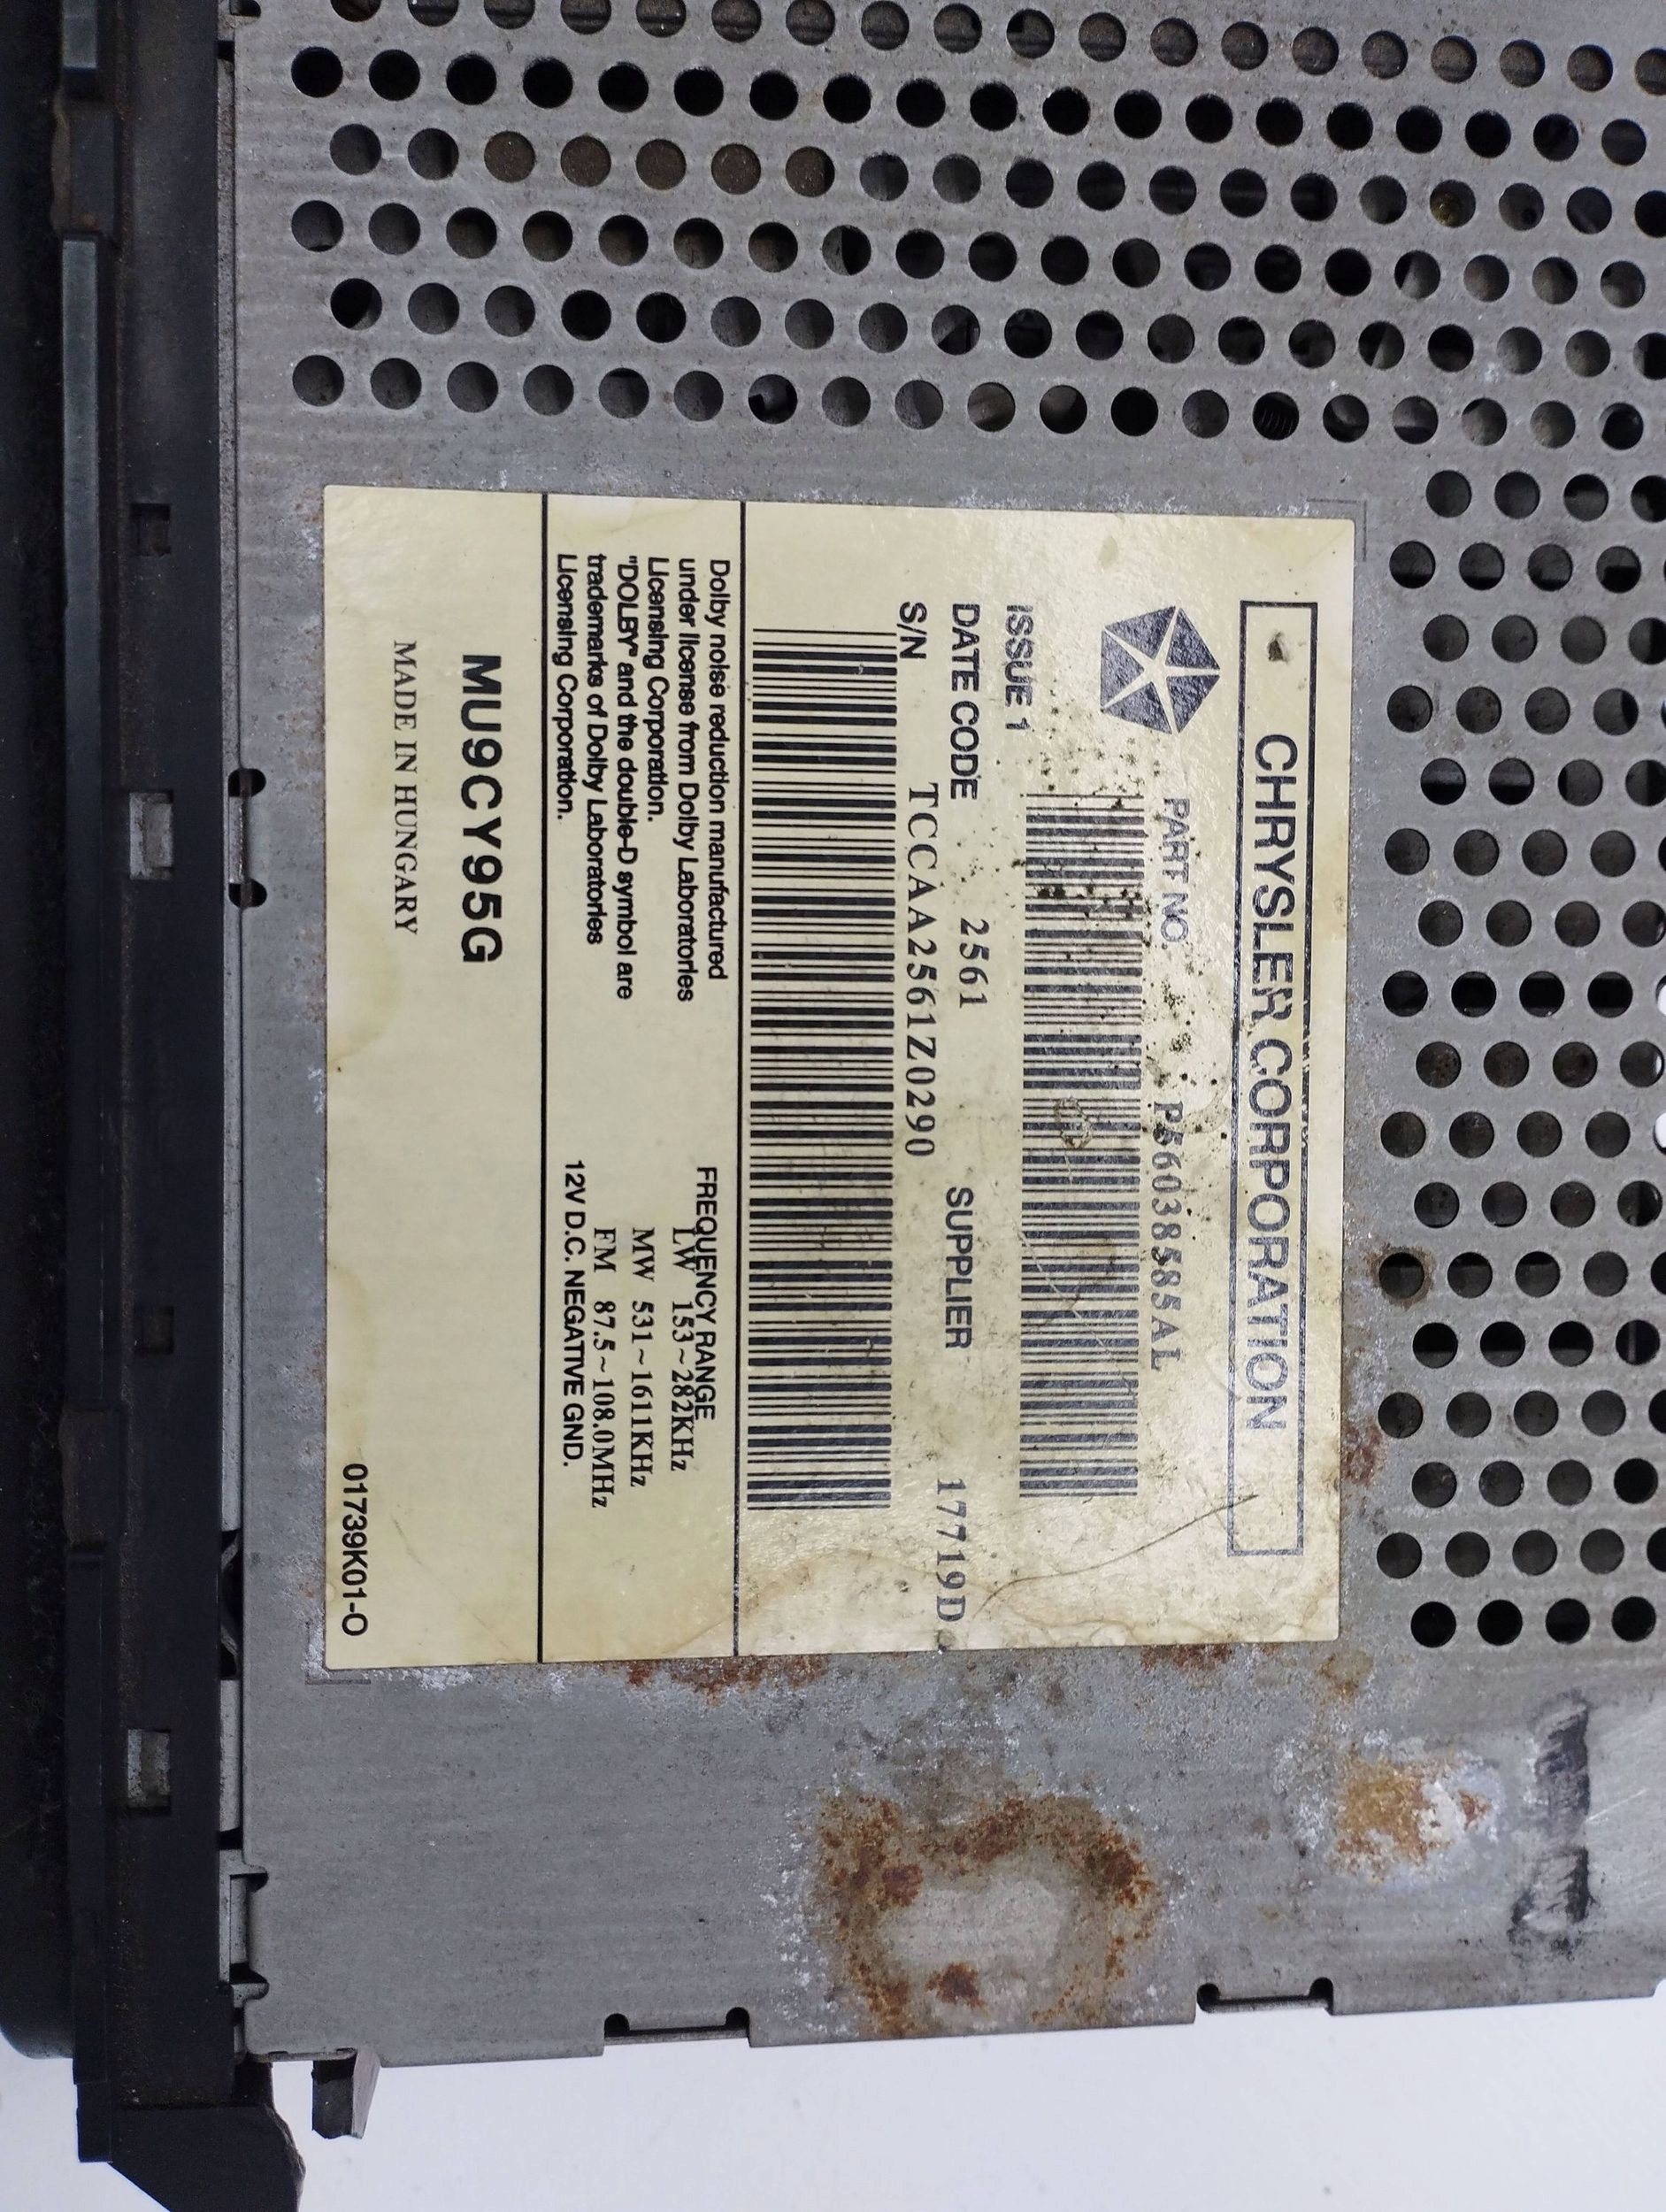 CHRYSLER CORPORATION
PART NO. P56038585AL
ISSUE 1
DATE CODE 2561 SUPPLIER 17719D
S/N TCCAA2561Z0290
Dolby noise reduction manufactured
under license from Dolby Laboratories
Licensing Corporation.
"DOLBY" and the double-D symbol are
trademarks of Dolby Laboratories
Licensing Corporation.
FREQUENCY RANGE
LW 153~282KHz
MW 531~1611KHz
FM 87.5~108.0MHz
12V D.C. NEGATIVE GND.
MU9CY95G
MADE IN HUNGARY
01739K01-O